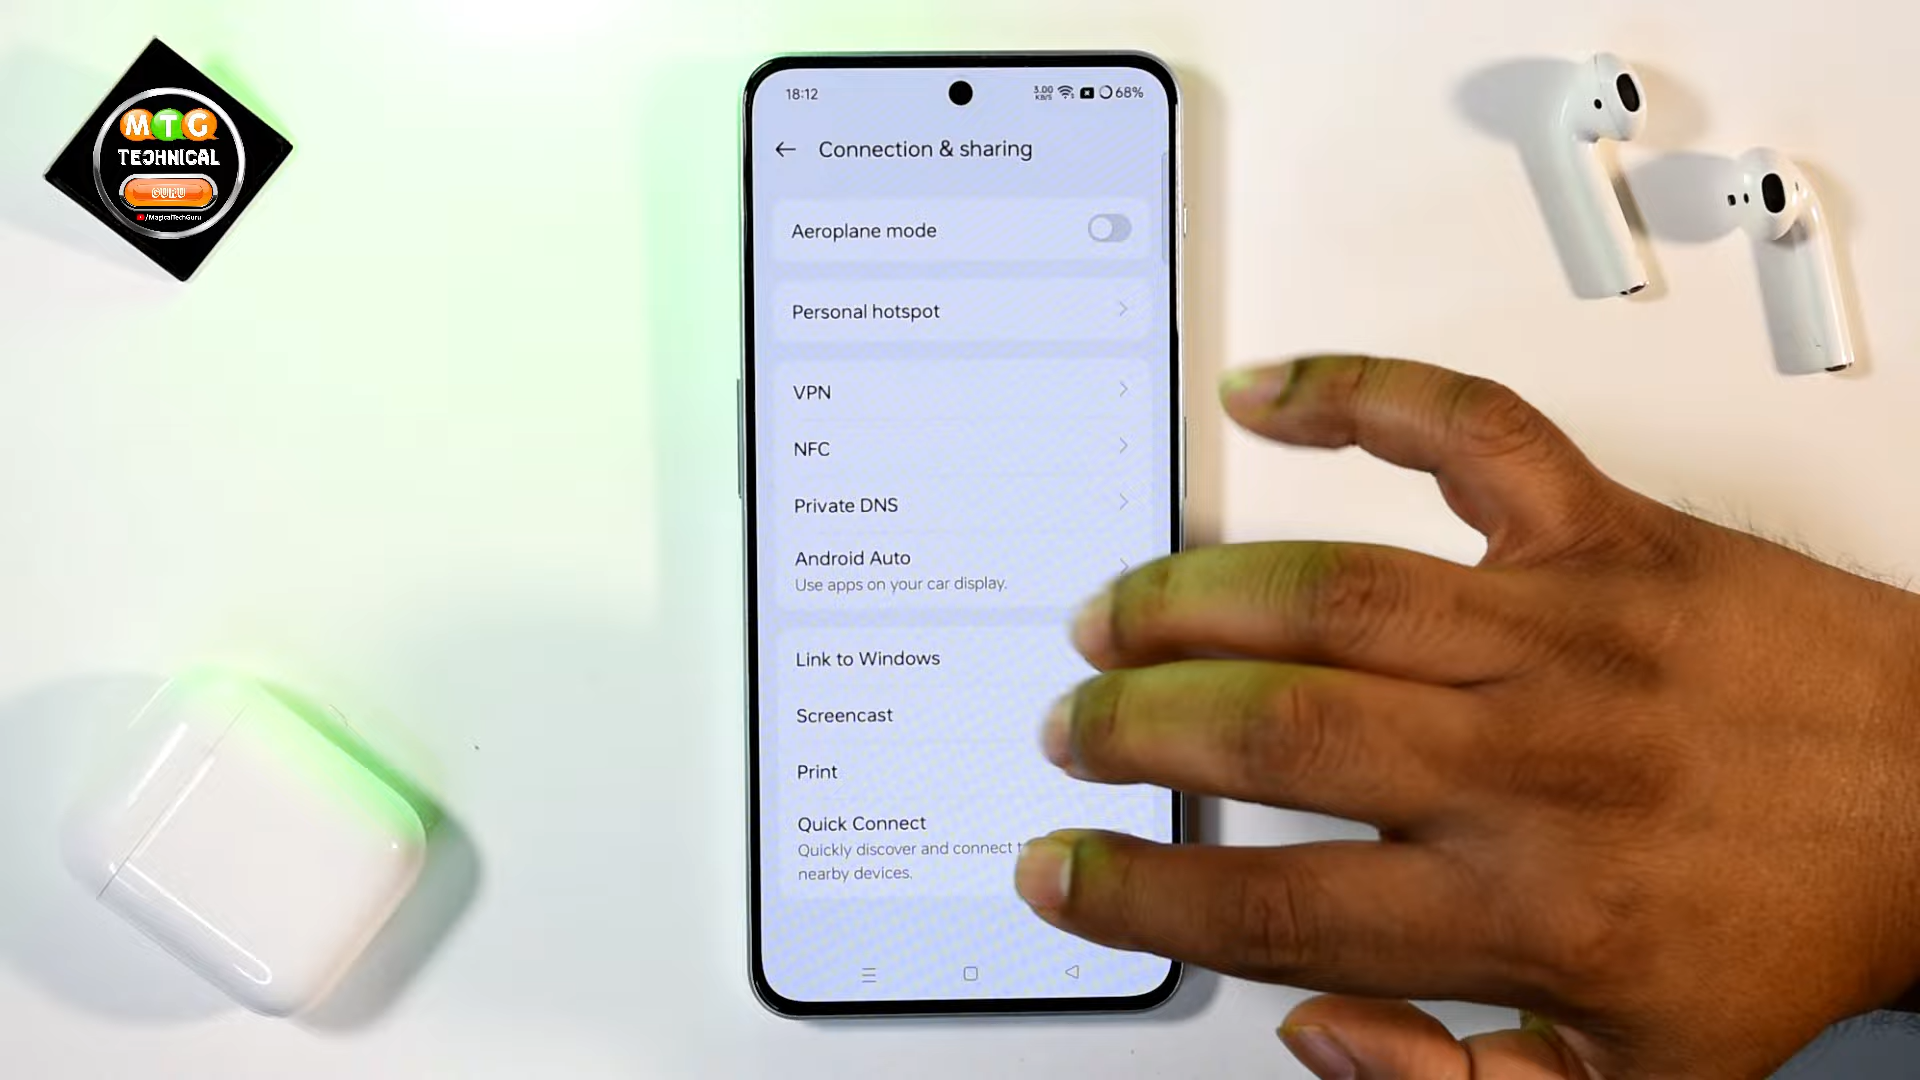 MTG
TECHNICAL
GURU
/MagicalTechGuru
18:12
3.00
KB/S
68%
Connection & sharing
Aeroplane mode
Personal hotspot
VPN
NFC
Private DNS
Android Auto
Use apps on your car display.
Link to Windows
Screencast
Print
Quick Connect
Quickly discover and connect
nearby devices.